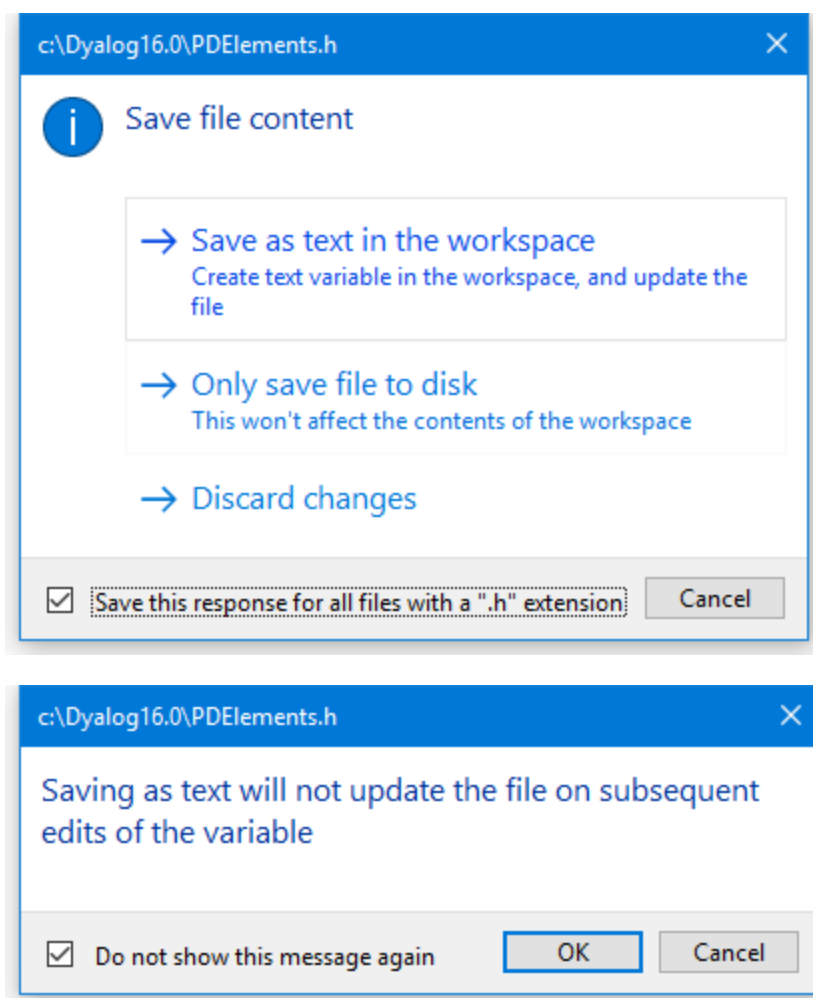 c:\Dyalog16.0\PDElements.h
Save file content
Save as text in the workspace
Create text variable in the workspace, and update the
file
Only save file to disk
This won't affect the contents of the workspace
Discard changes
Save this response for all files with a ".h" extension Cancel
c:\Dyalog16.0\PDElements.h
Saving as text will not update the file on subsequent
edits of the variable
Do not show this message again OK Cancel